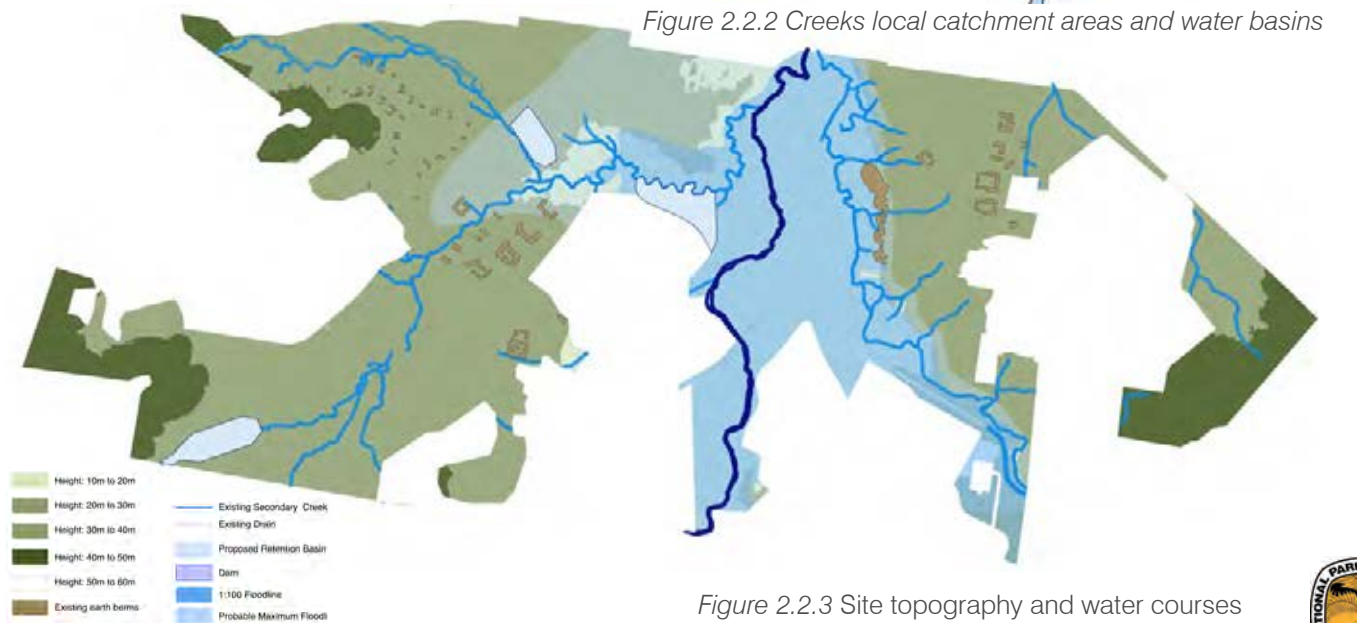 Figure 2.2.2 Creeks local catchment areas and water basins
Height: 10m to 20m
Height: 20m to 30m
Height: 30m to 40m
Height: 40m to 50m
Height: 50m to 60m
Existing earth berms
Existing Secondary Creek
Existing Drain
Proposed Retention Basin
Dam
1:100 Floodline
Probable Maximum Floodl
Figure 2.2.3 Site topography and water courses
TIONAL PAR